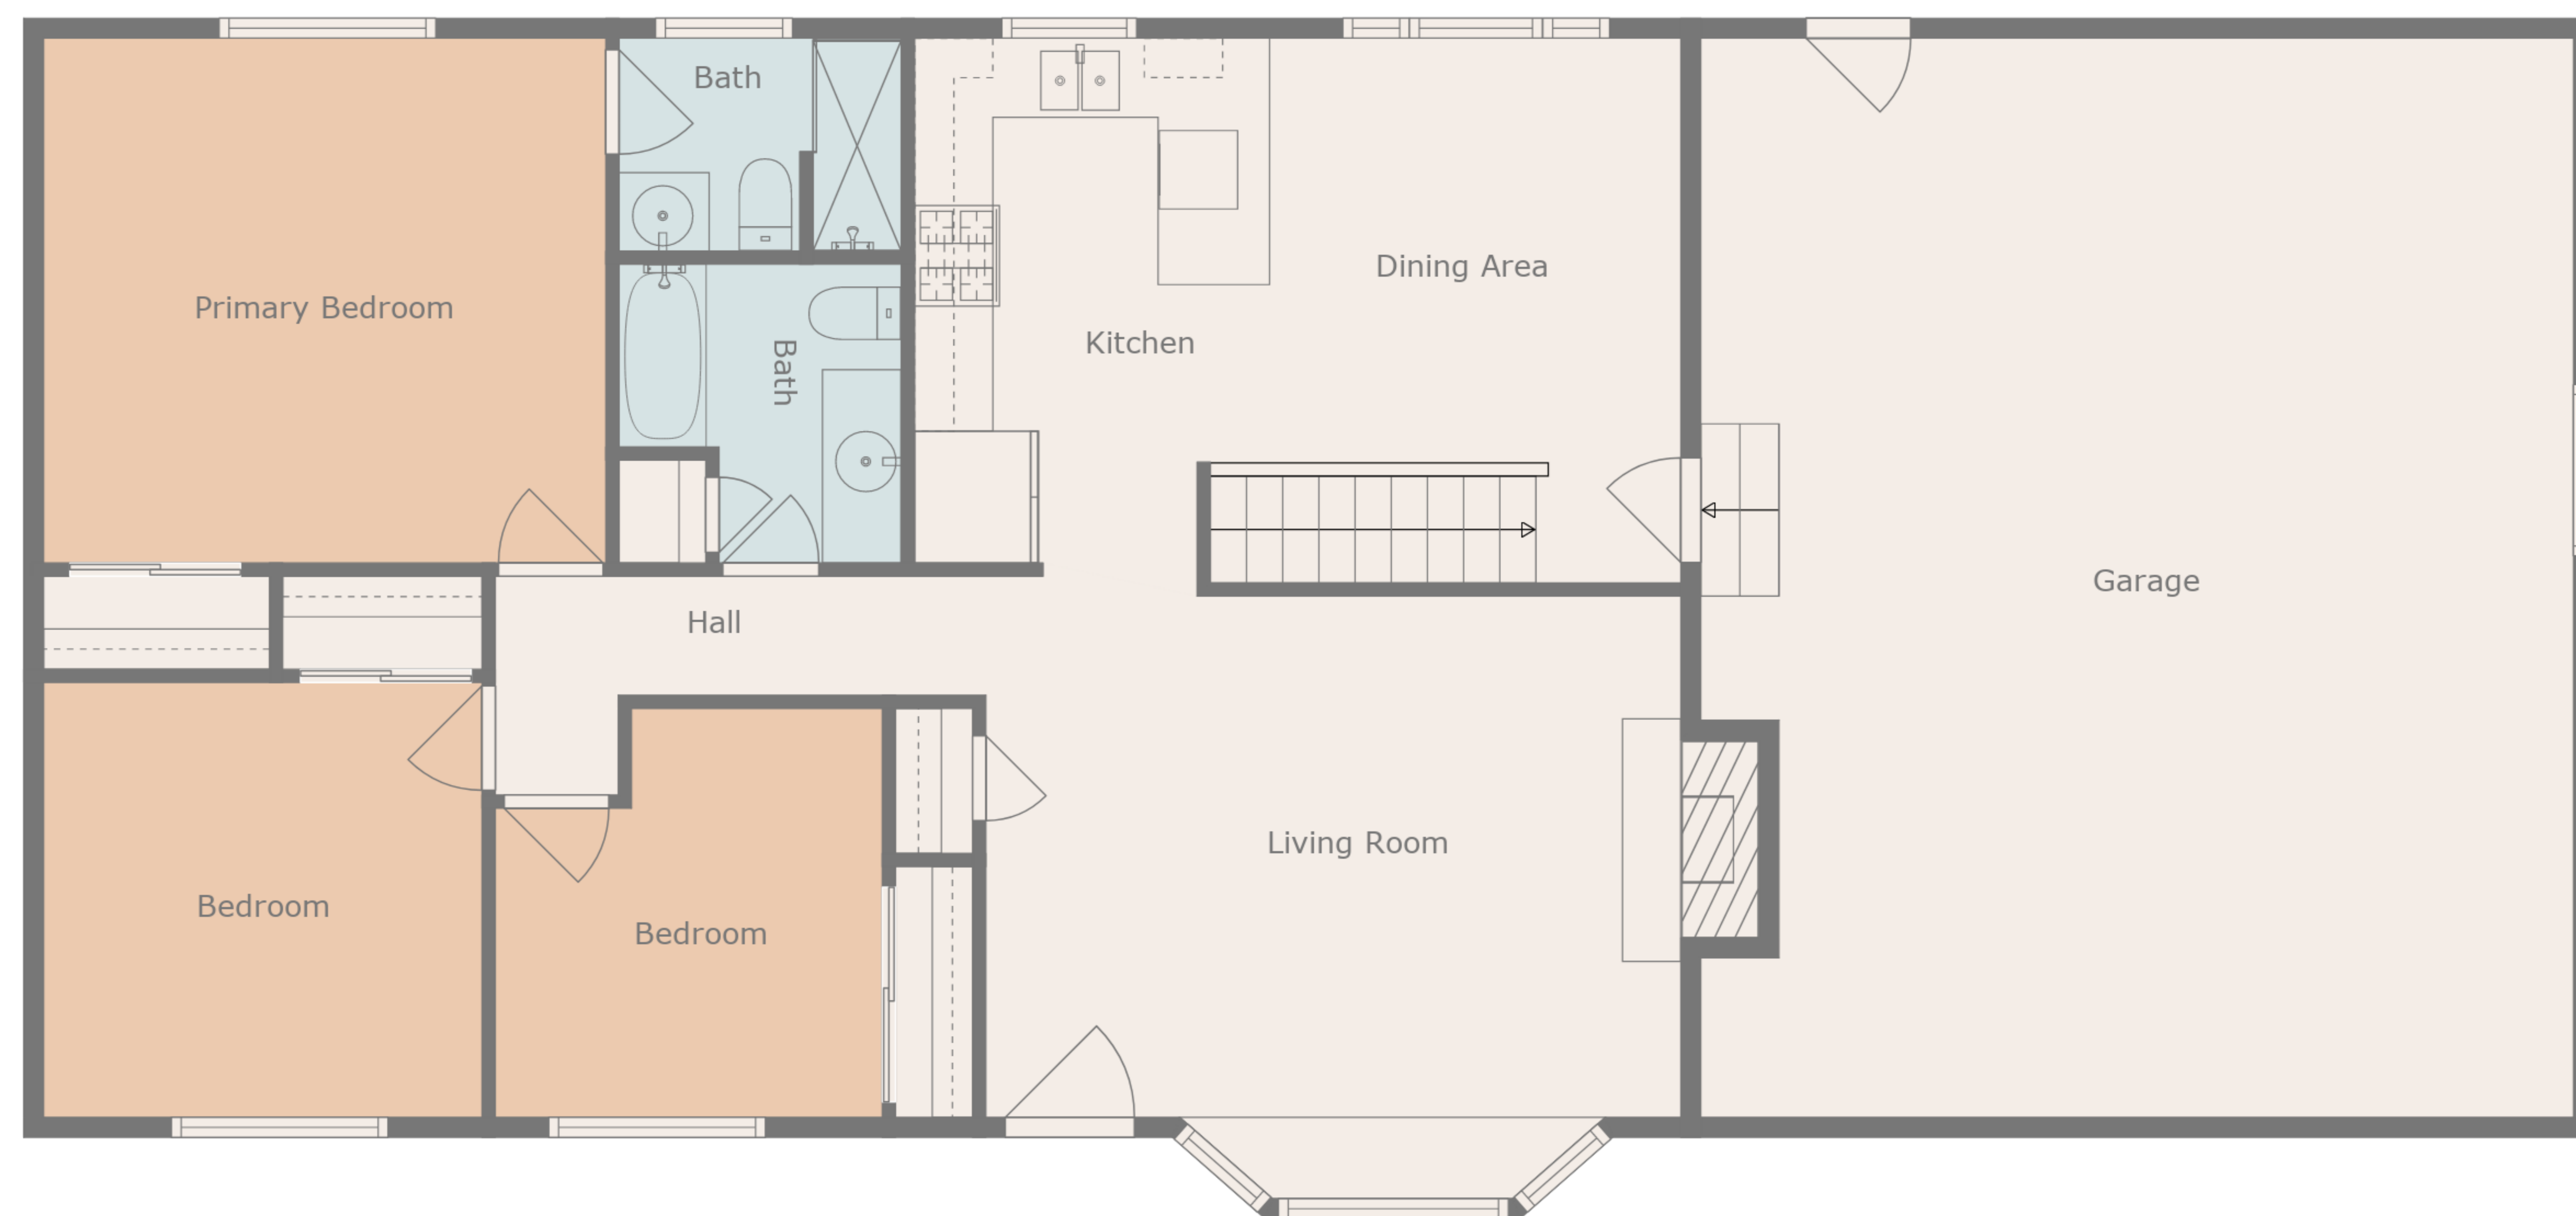 Bath
Dining Area
Primary Bedroom
Kitchen
Bath
Garage
Hall
Living Room
Bedroom
Bedroom